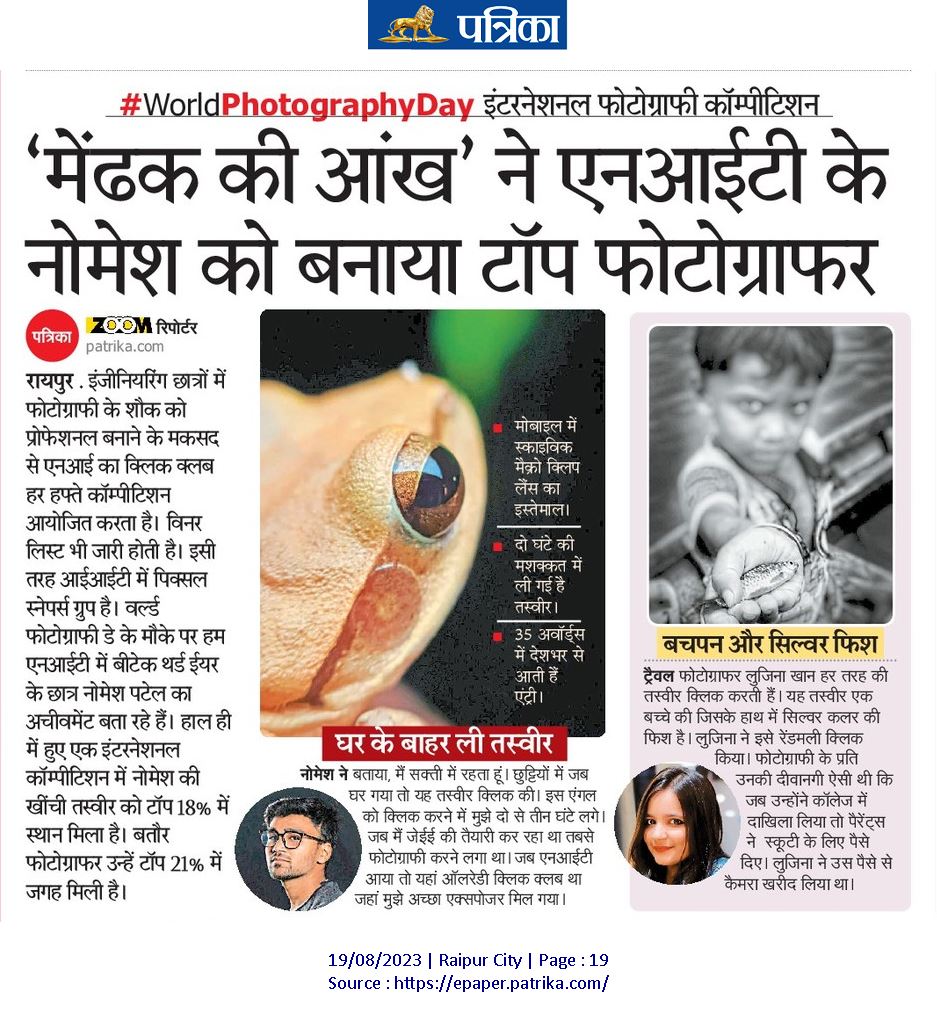 पत्रिका
#WorldPhotographyDay इंटरनेशनल फोटोग्राफी कॉम्पीटिशन
‘मेंढक की आंख’ ने एनआईटी के
नोमेश को बनाया टॉप फोटोग्राफर
पत्रिका
ZOOM रिपोर्टर
patrika.com
रायपुर . इंजीनियरिंग छात्रों में
फोटोग्राफी के शौक को
प्रोफेशनल बनाने के मकसद
से एनआई का क्लिक क्लब
हर हफ्ते कॉम्पीटिशन
आयोजित करता है। विनर
लिस्ट भी जारी होती है। इसी
तरह आईआईटी में पिक्सल
स्नेपर्स ग्रुप है। वर्ल्ड
फोटोग्राफी डे के मौके पर हम
एनआईटी में बीटेक थर्ड ईयर
के छात्र नोमेश पटेल का
अचीवमेंट बता रहे हैं। हाल ही
में हुए एक इंटरनेशनल
कॉम्पीटिशन में नोमेश की
खींची तस्वीर को टॉप 18% में
स्थान मिला है। बतौर
फोटोग्राफर उन्हें टॉप 21% में
जगह मिली है।
मोबाइल में
स्काइविक
मैक्रो क्लिप
लैंस का
इस्तेमाल।
दो घंटे की
मशक्कत में
ली गई है
तस्वीर।
35 अवॉर्ड्स
में देशभर से
आती हैं
एंट्री।
घर के बाहर ली तस्वीर
नोमेश ने बताया, मैं सक्ती में रहता हूं। छुट्टियों में जब
घर गया तो यह तस्वीर क्लिक की। इस एंगल
को क्लिक करने में मुझे दो से तीन घंटे लगे।
जब मैं जेईई की तैयारी कर रहा था तबसे
फोटोग्राफी करने लगा था। जब एनआईटी
आया तो यहां ऑलरेडी क्लिक क्लब था
जहां मुझे अच्छा एक्सपोजर मिल गया।
बचपन और सिल्वर फिश
ट्रैवल फोटोग्राफर लुजिना खान हर तरह की
तस्वीर क्लिक करती हैं। यह तस्वीर एक
बच्चे की जिसके हाथ में सिल्वर कलर की
फिश है। लुजिना ने इसे रेंडमली क्लिक
किया। फोटोग्राफी के प्रति
उनकी दीवानगी ऐसी थी कि
जब उन्होंने कॉलेज में
दाखिला लिया तो पैरेंट्स
ने स्कूटी के लिए पैसे
दिए। लुजिना ने उस पैसे से
कैमरा खरीद लिया था।
19/08/2023 | Raipur City | Page : 19
Source : https://epaper.patrika.com/